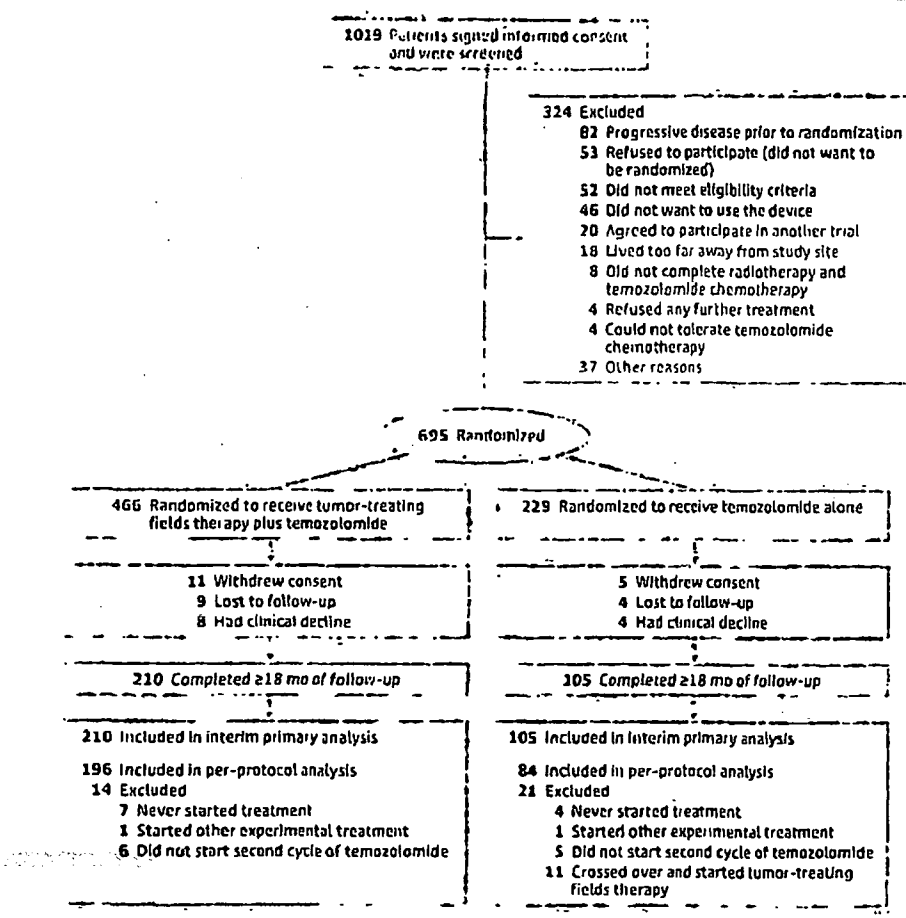 1019 Patients signed informed consent
and were screened
324 Excluded
82 Progressive disease prior to randomization
53 Refused to participate (did not want to
be randomized)
52 Did not meet eligibility criteria
46 Did not want to use the device
20 Agreed to participate in another trial
18 Lived too far away from study site
8 Did not complete radiotherapy and
temozolomide chemotherapy
4 Refused any further treatment
4 Could not tolerate temozolomide
chemotherapy
37 Other reasons
695 Randomized
466 Randomized to receive tumor-treating
fields therapy plus temozolomide
229 Randomized to receive temozolomide alone
11 Withdrew consent
9 Lost to follow-up
8 Had clinical decline
5 Withdrew consent
4 Lost to follow-up
4 Had clinical decline
210 Completed ≥18 mo of follow-up
105 Completed ≥18 mo of follow-up
210 Included in interim primary analysis
196 Included in per-protocol analysis
14 Excluded
7 Never started treatment
1 Started other experimental treatment
6 Did not start second cycle of temozolomide
105 Included in interim primary analysis
84 Included in per-protocol analysis
21 Excluded
4 Never started treatment
1 Started other experimental treatment
5 Did not start second cycle of temozolomide
11 Crossed over and started tumor-treating
fields therapy